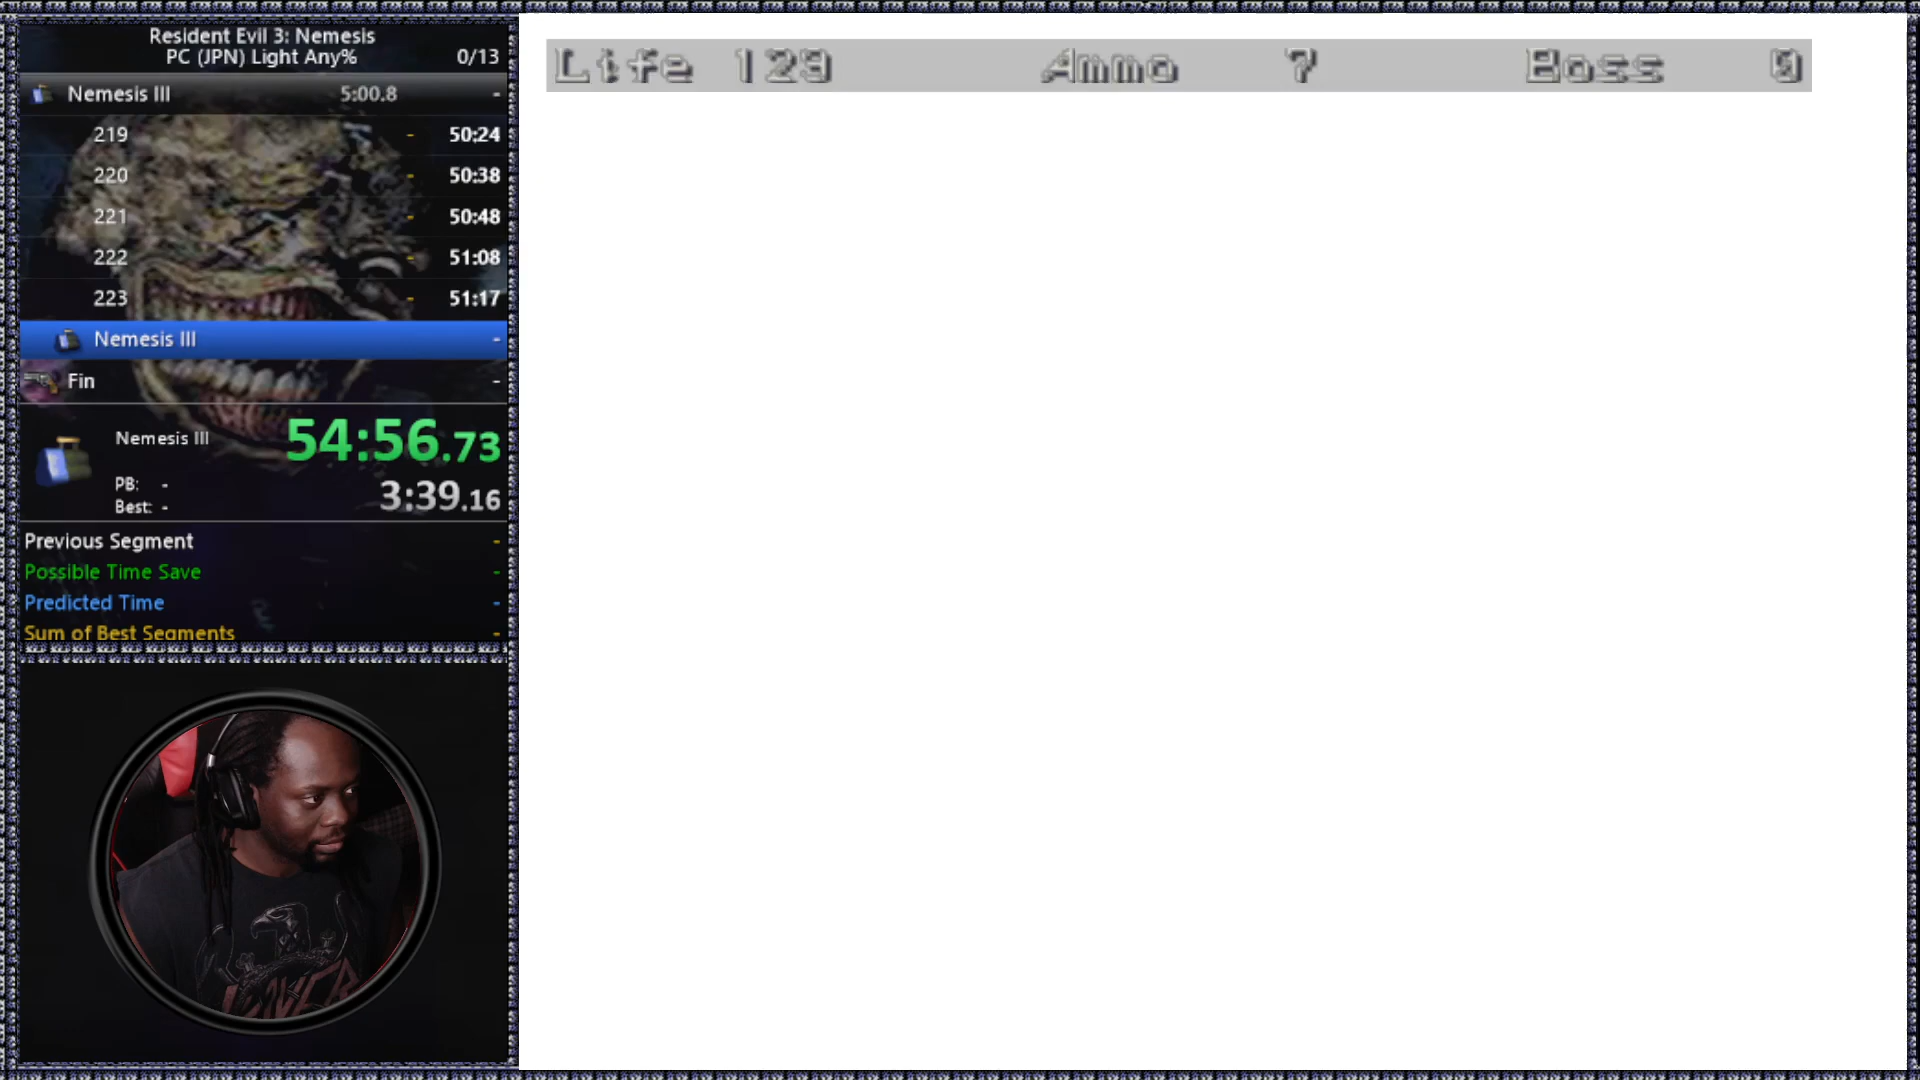 Resident Evil 3: Nemesis
PC (JPN) Light Any% 0/13
Nemesis III 5:00.8 -
219 - 50:24
220 - 50:38
221 - 50:48
222 - 51:08
223 - 51:17
Nemesis III -
Fin -
Nemesis III 54:56.73
PB: -
Best: - 3:39.16
Previous Segment -
Possible Time Save -
Predicted Time -
Sum of Best Segments -
Life 129 Ammo 7 Boss 0